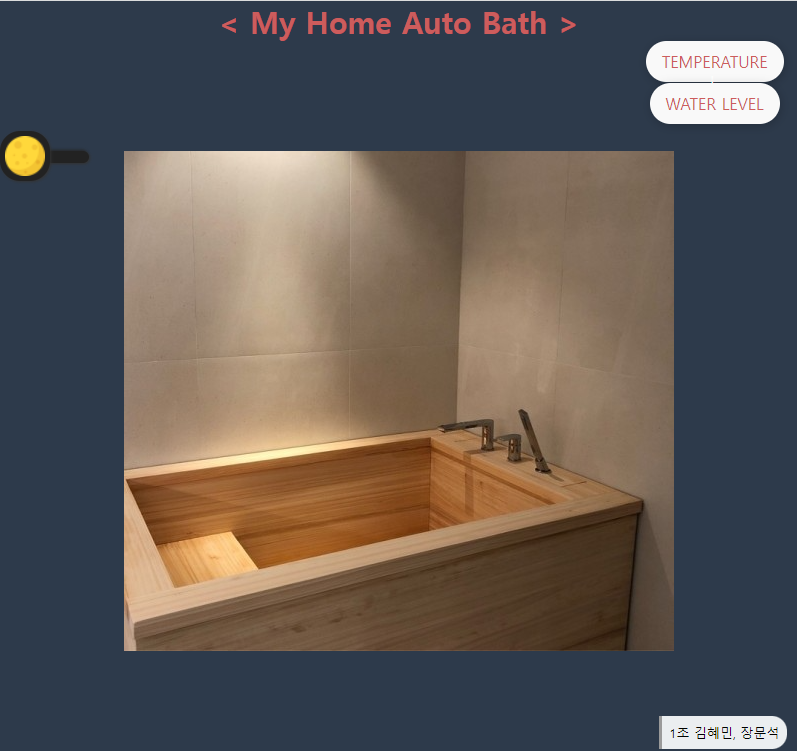 < My Home Auto Bath >
TEMPERATURE
WATER LEVEL
1조 김혜민, 장문석